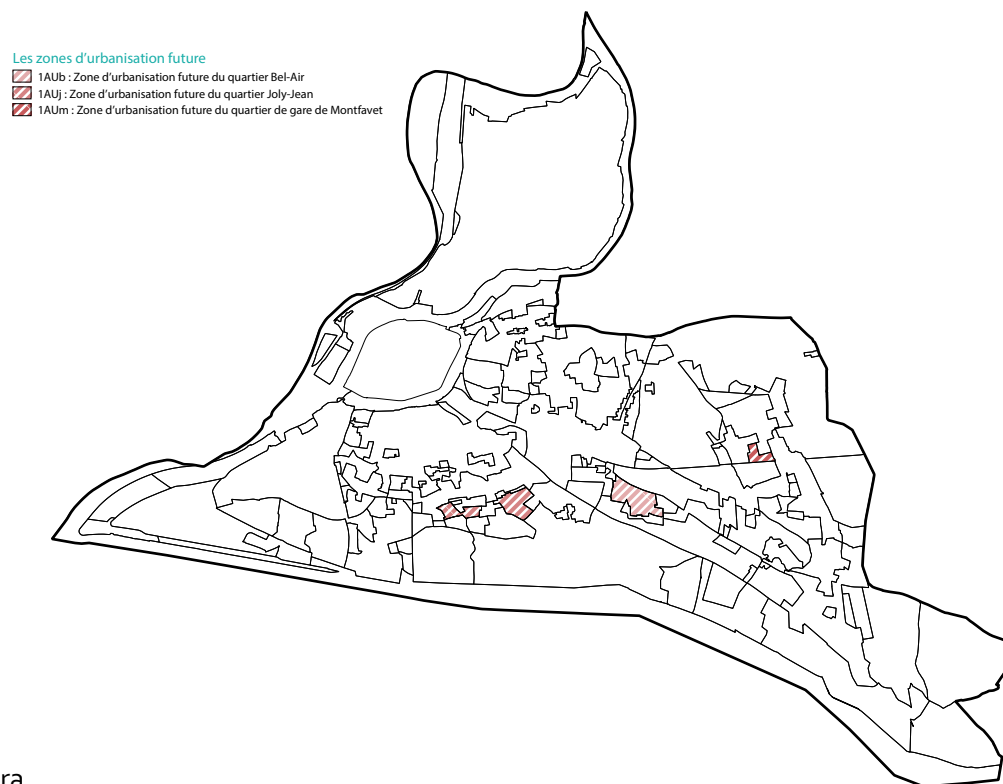 Les zones d'urbanisation future
1AUb : Zone d'urbanisation future du quartier Bel-Air
1AUj : Zone d'urbanisation future du quartier Joly-Jean
1AUm : Zone d'urbanisation future du quartier de gare de Montfavet
ra